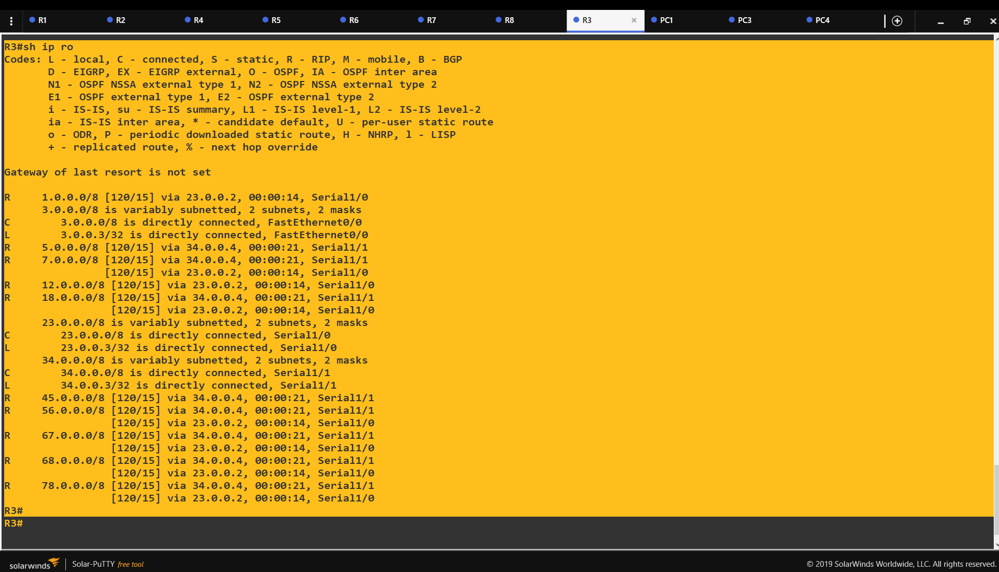 R1 R2 R4 R5 R6 R7 R8 R3 × PC1 PC3 PC4
R3#sh ip ro
Codes: L - local, C - connected, S - static, R - RIP, M - mobile, B - BGP
       D - EIGRP, EX - EIGRP external, O - OSPF, IA - OSPF inter area
       N1 - OSPF NSSA external type 1, N2 - OSPF NSSA external type 2
       E1 - OSPF external type 1, E2 - OSPF external type 2
       i - IS-IS, su - IS-IS summary, L1 - IS-IS level-1, L2 - IS-IS level-2
       ia - IS-IS inter area, * - candidate default, U - per-user static route
       o - ODR, P - periodic downloaded static route, H - NHRP, l - LISP
       + - replicated route, % - next hop override
Gateway of last resort is not set
R     1.0.0.0/8 [120/15] via 23.0.0.2, 00:00:14, Serial1/0
      3.0.0.0/8 is variably subnetted, 2 subnets, 2 masks
C        3.0.0.0/8 is directly connected, FastEthernet0/0
L        3.0.0.3/32 is directly connected, FastEthernet0/0
R     5.0.0.0/8 [120/15] via 34.0.0.4, 00:00:21, Serial1/1
R     7.0.0.0/8 [120/15] via 34.0.0.4, 00:00:21, Serial1/1
                [120/15] via 23.0.0.2, 00:00:14, Serial1/0
R     12.0.0.0/8 [120/15] via 23.0.0.2, 00:00:14, Serial1/0
R     18.0.0.0/8 [120/15] via 34.0.0.4, 00:00:21, Serial1/1
                 [120/15] via 23.0.0.2, 00:00:14, Serial1/0
      23.0.0.0/8 is variably subnetted, 2 subnets, 2 masks
C        23.0.0.0/8 is directly connected, Serial1/0
L        23.0.0.3/32 is directly connected, Serial1/0
      34.0.0.0/8 is variably subnetted, 2 subnets, 2 masks
C        34.0.0.0/8 is directly connected, Serial1/1
L        34.0.0.3/32 is directly connected, Serial1/1
R     45.0.0.0/8 [120/15] via 34.0.0.4, 00:00:21, Serial1/1
R     56.0.0.0/8 [120/15] via 34.0.0.4, 00:00:21, Serial1/1
                 [120/15] via 23.0.0.2, 00:00:14, Serial1/0
R     67.0.0.0/8 [120/15] via 34.0.0.4, 00:00:21, Serial1/1
                 [120/15] via 23.0.0.2, 00:00:14, Serial1/0
R     68.0.0.0/8 [120/15] via 34.0.0.4, 00:00:21, Serial1/1
                 [120/15] via 23.0.0.2, 00:00:14, Serial1/0
R     78.0.0.0/8 [120/15] via 34.0.0.4, 00:00:21, Serial1/1
                 [120/15] via 23.0.0.2, 00:00:14, Serial1/0
R3#
R3#
solarwinds Solar-PuTTY free tool © 2019 SolarWinds Worldwide, LLC. All rights reserved.